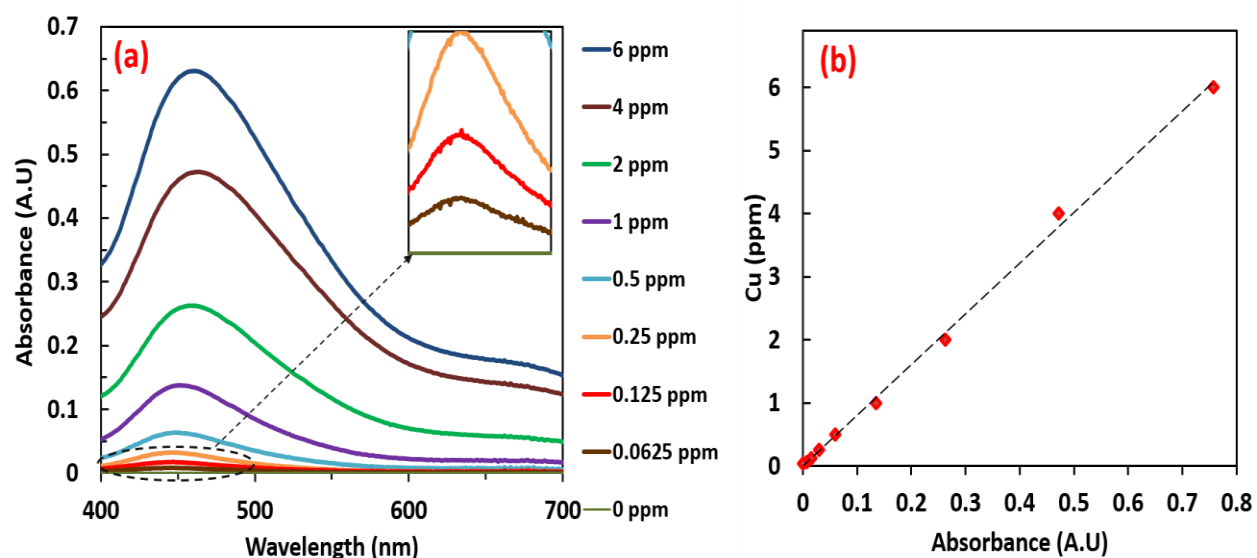 (a)
Absorbance (A.U)
0.7
0.6
0.5
0.4
0.3
0.2
0.1
0
400
500
600
700
Wavelength (nm)
6 ppm
4 ppm
2 ppm
1 ppm
0.5 ppm
0.25 ppm
0.125 ppm
0.0625 ppm
0 ppm
(b)
Cu (ppm)
6
5
4
3
2
1
0
0
0.1
0.2
0.3
0.4
0.5
0.6
0.7
0.8
Absorbance (A.U)